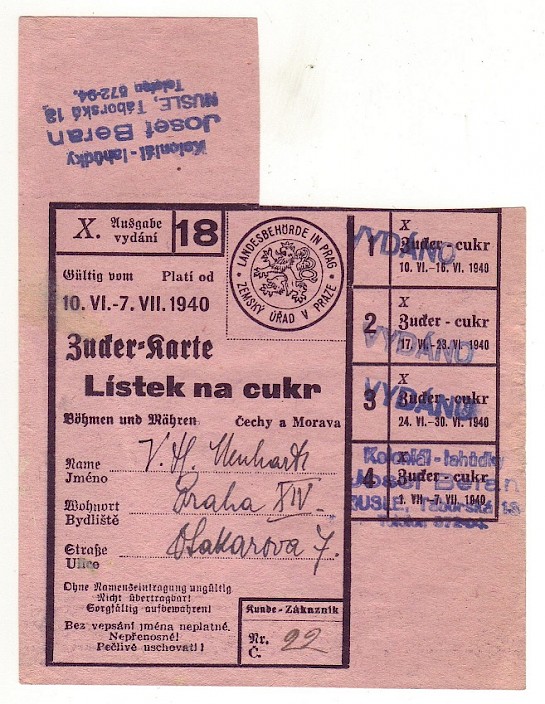 Koloniál - lahůdky
Josef Beran
NUSLE, Táborská 18,
Telefon 572-94.
X. Ausgabe
vydání
18
LANDESBEHÖRDE IN PRAG
ZEMSKÝ ÚŘAD V PRAZE
Gültig vom Platí od
10. VI.-7. VII. 1940
Zucker-Karte
Lístek na cukr
Böhmen und Mähren Čechy a Morava
Name
Jméno
V. H.
Wohnort
Bydliště
Praha XIV.
Straße
Ulice
Otakarova 7.
Ohne Namenseintragung ungültig
Nicht übertragbar!
Sorgfältig aufbewahren!
Bez vepsání jména neplatné.
Nepřenosné!
Pečlivě uschovati!
Kunde - Zákazník
Nr.
Č.
22
1
X
Zucker - cukr
10. VI.-16. VI. 1940
VYDÁNO
2
X
Zucker - cukr
17. VI.-23. VI. 1940
VYDÁNO
3
X
Zucker - cukr
24. VI.-30. VI. 1940
VYDÁNO
4
X
Zucker - cukr
1. VII.-7. VII. 1940
Koloniál - lahůdky
Josef Beran
NUSLE, Táborská 18
Telefon 572-94.